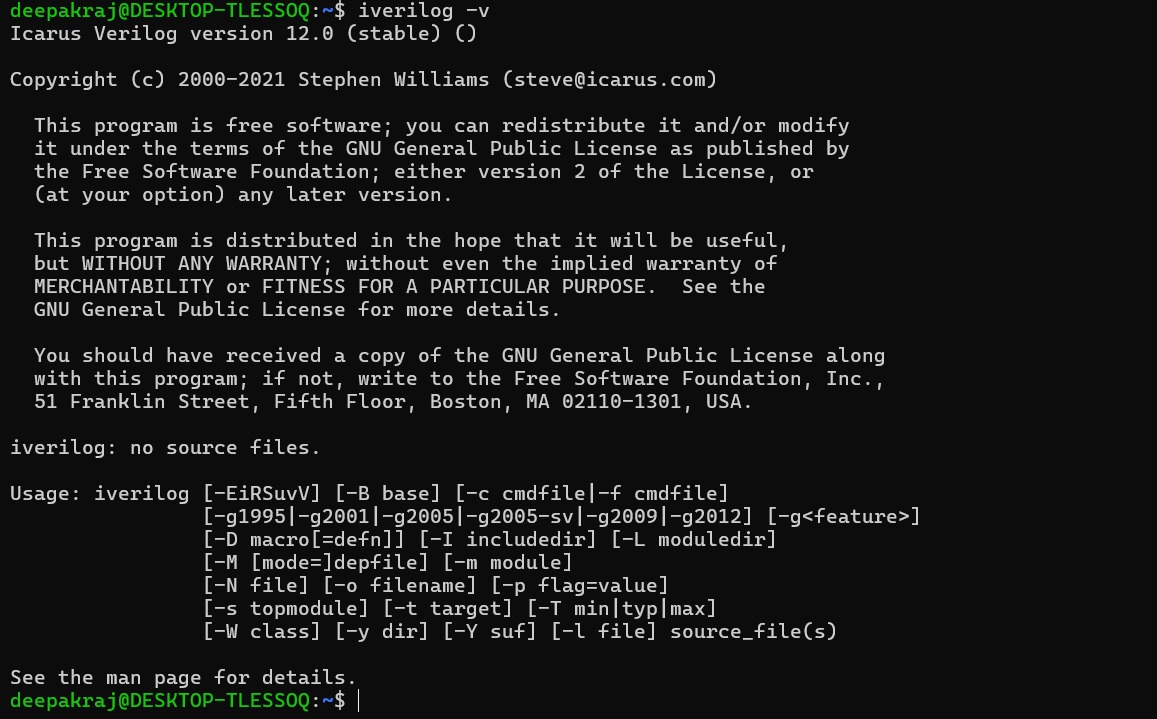 deepakraj@DESKTOP-TLESSOQ:~$ iverilog -v
Icarus Verilog version 12.0 (stable) ()
Copyright (c) 2000-2021 Stephen Williams (steve@icarus.com)
This program is free software; you can redistribute it and/or modify
it under the terms of the GNU General Public License as published by
the Free Software Foundation; either version 2 of the License, or
(at your option) any later version.
This program is distributed in the hope that it will be useful,
but WITHOUT ANY WARRANTY; without even the implied warranty of
MERCHANTABILITY or FITNESS FOR A PARTICULAR PURPOSE.  See the
GNU General Public License for more details.
You should have received a copy of the GNU General Public License along
with this program; if not, write to the Free Software Foundation, Inc.,
51 Franklin Street, Fifth Floor, Boston, MA 02110-1301, USA.
iverilog: no source files.
Usage: iverilog [-EiRSuvV] [-B base] [-c cmdfile|-f cmdfile]
[-g1995|-g2001|-g2005|-g2005-sv|-g2009|-g2012] [-g<feature>]
[-D macro[=defn]] [-I includedir] [-L moduledir]
[-M [mode=]depfile] [-m module]
[-N file] [-o filename] [-p flag=value]
[-s topmodule] [-t target] [-T min|typ|max]
[-W class] [-y dir] [-Y suf] [-l file] source_file(s)
See the man page for details.
deepakraj@DESKTOP-TLESSOQ:~$